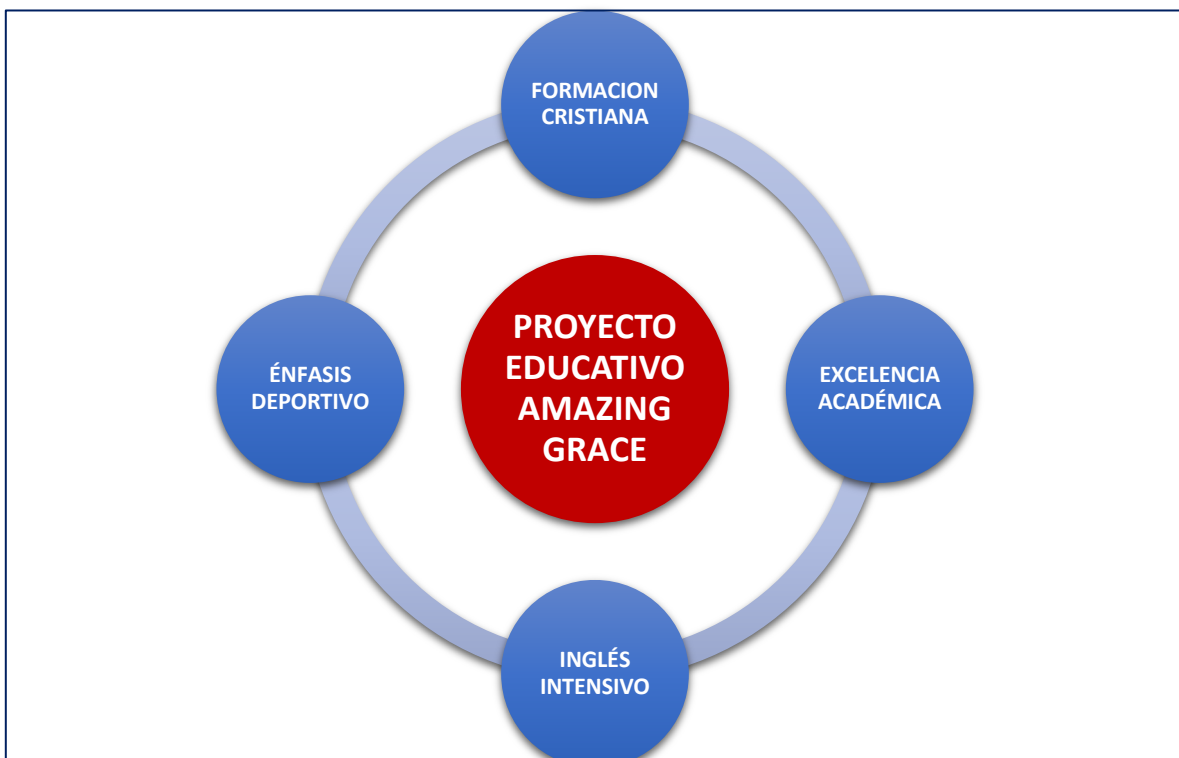 FORMACION
CRISTIANA
PROYECTO
EDUCATIVO
AMAZING
GRACE
ÉNFASIS
DEPORTIVO
EXCELENCIA
ACADÉMICA
INGLÉS
INTENSIVO